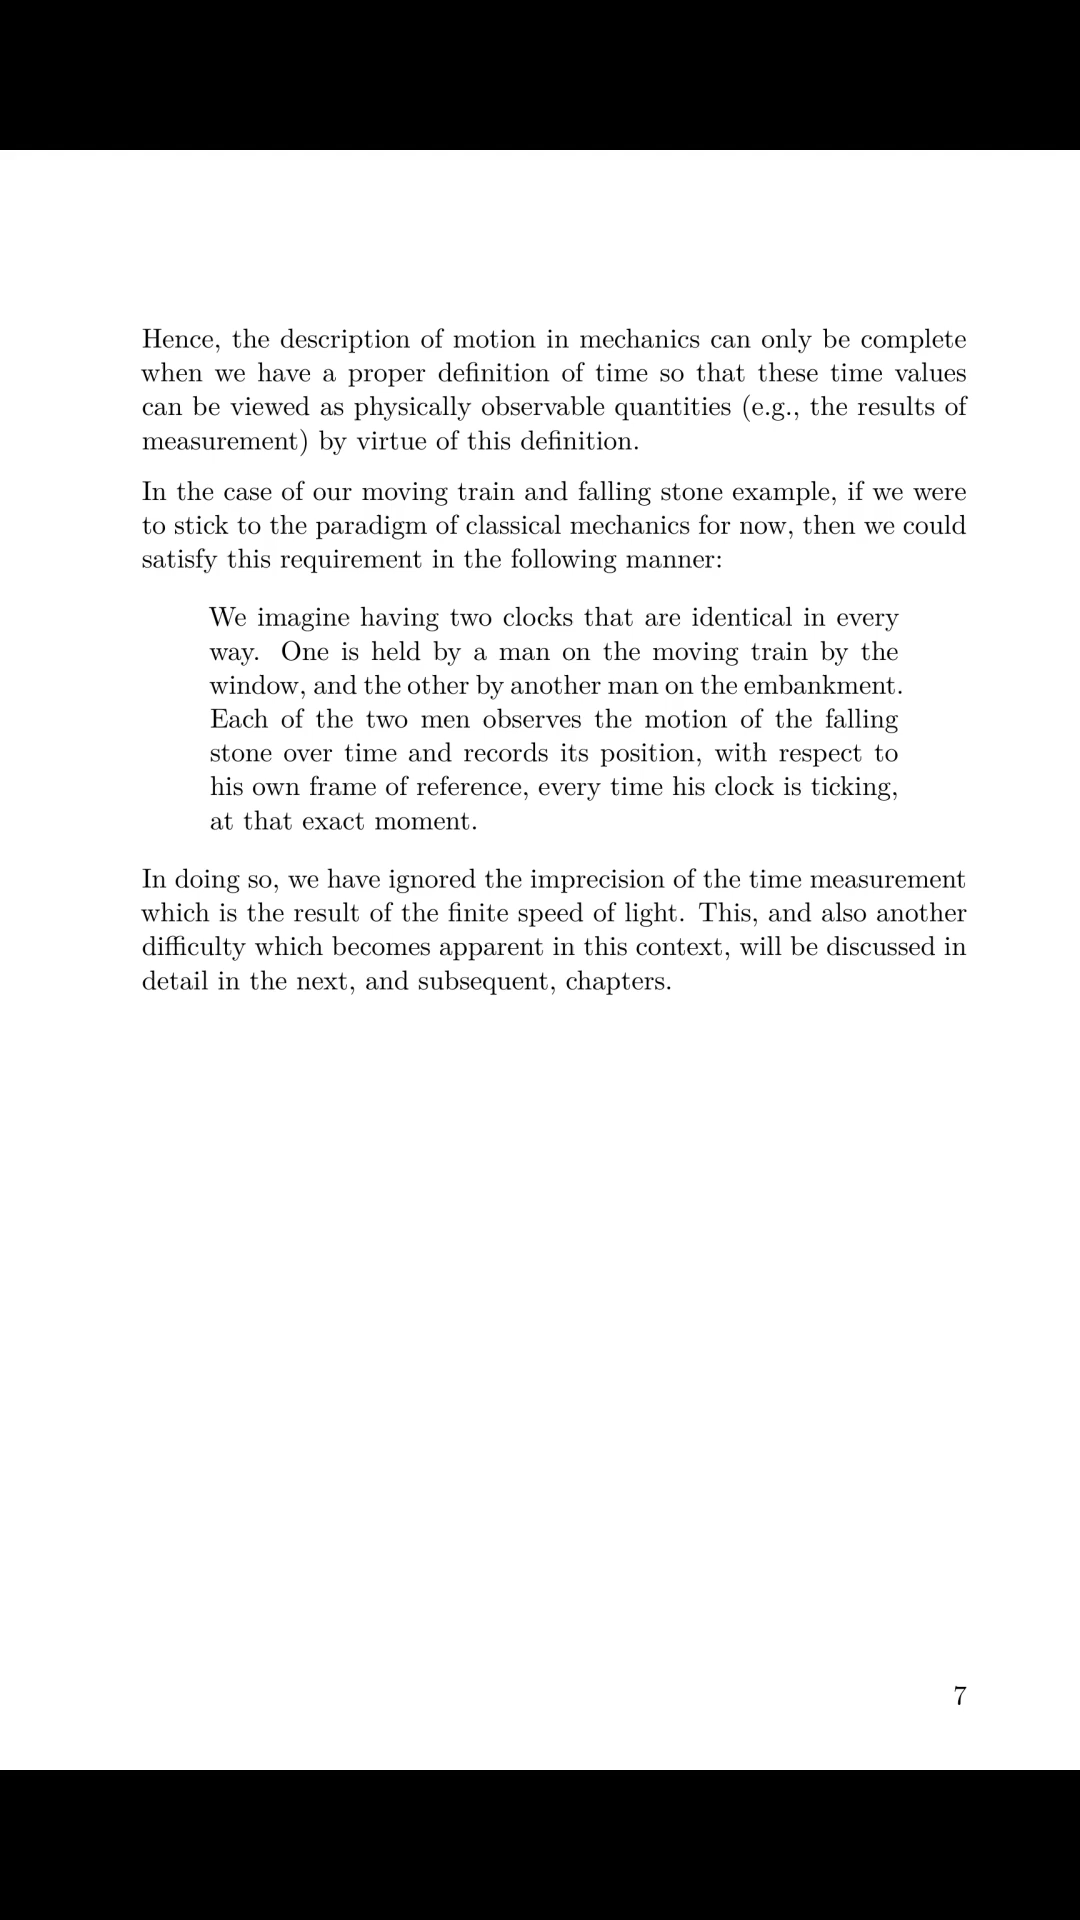 Hence, the description of motion in mechanics can only be complete
when we have a proper definition of time so that these time values
can be viewed as physically observable quantities (e.g., the results of
measurement) by virtue of this definition.
In the case of our moving train and falling stone example, if we were
to stick to the paradigm of classical mechanics for now, then we could
satisfy this requirement in the following manner:
We imagine having two clocks that are identical in every
way. One is held by a man on the moving train by the
window, and the other by another man on the embankment.
Each of the two men observes the motion of the falling
stone over time and records its position, with respect to
his own frame of reference, every time his clock is ticking,
at that exact moment.
In doing so, we have ignored the imprecision of the time measurement
which is the result of the finite speed of light. This, and also another
difficulty which becomes apparent in this context, will be discussed in
detail in the next, and subsequent, chapters.
7